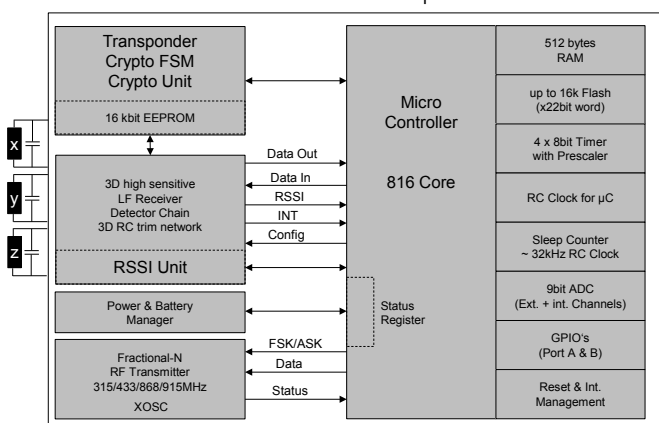 Transponder
Crypto FSM
Crypto Unit
16 kbit EEPROM
x
y
z
3D high sensitive
LF Receiver
Detector Chain
3D RC trim network
RSSI Unit
Power & Battery
Manager
Fractional-N
RF Transmitter
315/433/868/915MHz
XOSC
Data Out
Data In
RSSI
INT
Config
FSK/ASK
Data
Status
Micro
Controller
816 Core
Status
Register
512 bytes
RAM
up to 16k Flash
(x22bit word)
4 x 8bit Timer
with Prescaler
RC Clock for µC
Sleep Counter
~ 32kHz RC Clock
9bit ADC
(Ext. + int. Channels)
GPIO's
(Port A & B)
Reset & Int.
Management